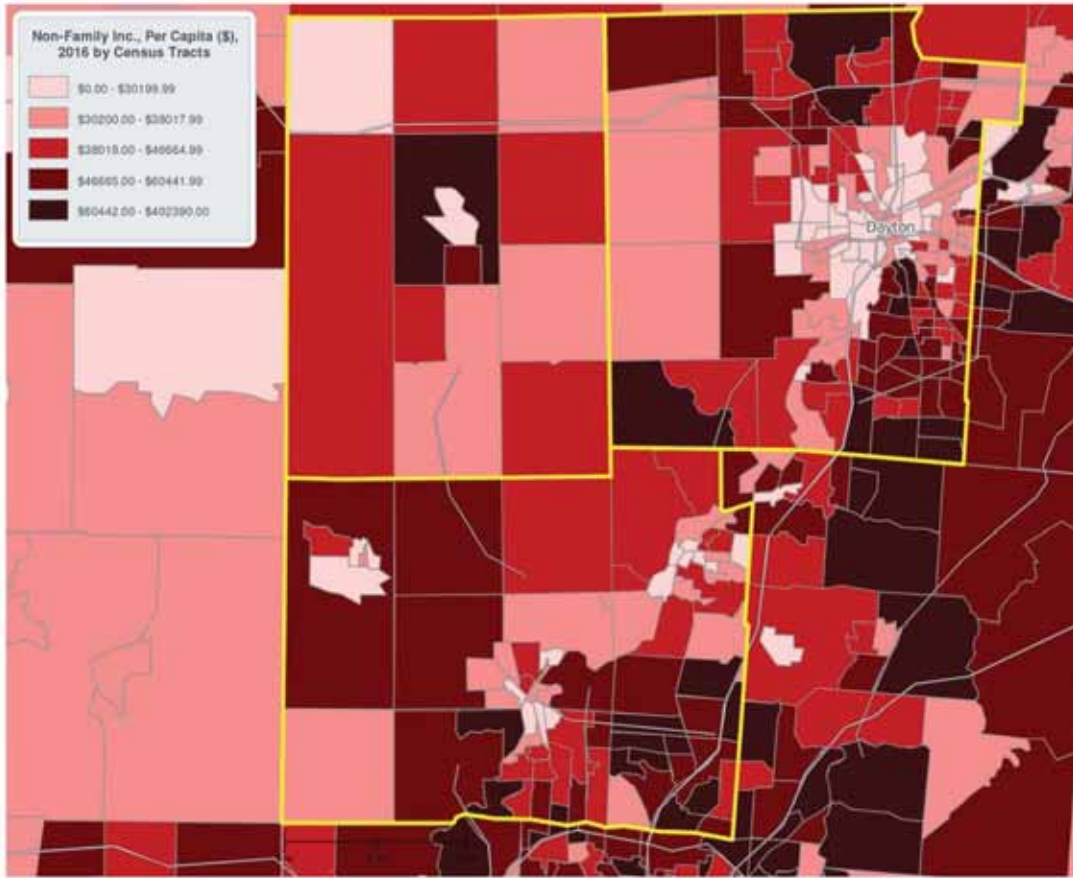 Non-Family Inc., Per Capita ($),
2016 by Census Tracts
$0.00 - $30199.99
$30200.00 - $38017.99
$38018.00 - $46664.99
$46665.00 - $60441.99
$60442.00 - $402390.00
Dayton